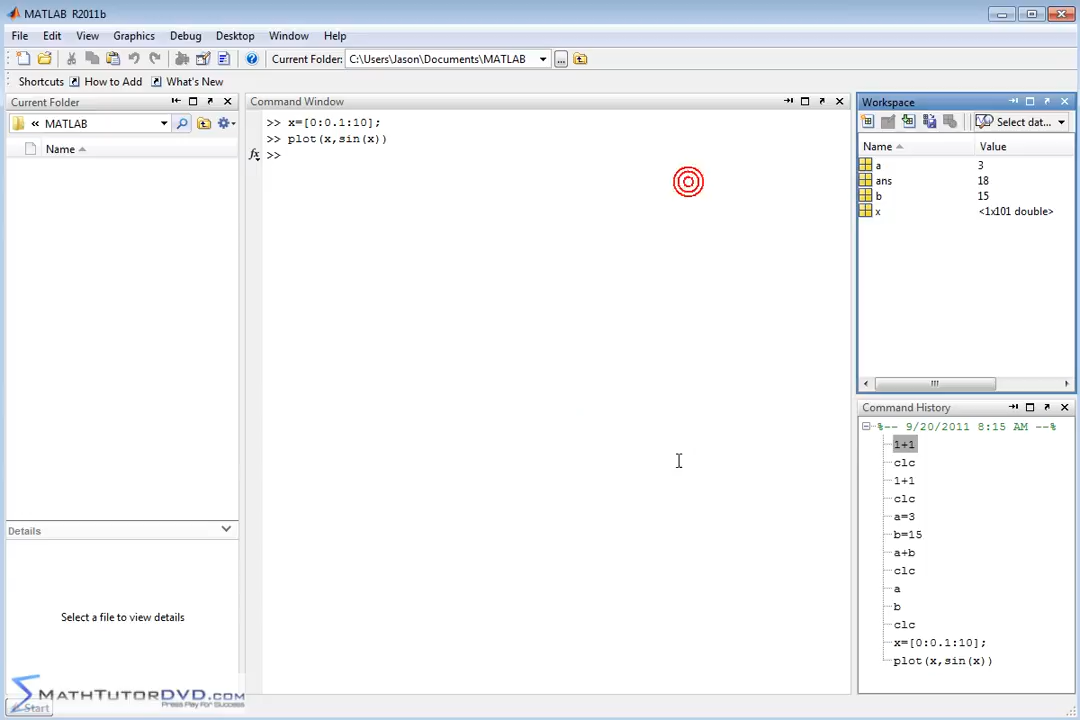 MATLAB R2011b
File Edit View Graphics Debug Desktop Window Help
Current Folder: C:\Users\Jason\Documents\MATLAB ...
Shortcuts How to Add What's New
Current Folder
« MATLAB
Name
Details
Select a file to view details
Command Window
>> x=[0:0.1:10];
>> plot(x,sin(x))
fx >>
Workspace
Select dat...
Name Value
a 3
ans 18
b 15
x <1x101 double>
Command History
%-- 9/20/2011 8:15 AM --%
1+1
clc
1+1
clc
a=3
b=15
a+b
clc
a
b
clc
x=[0:0.1:10];
plot(x,sin(x))
MATHTUTORDVD.COM
Press Play For Success
Start